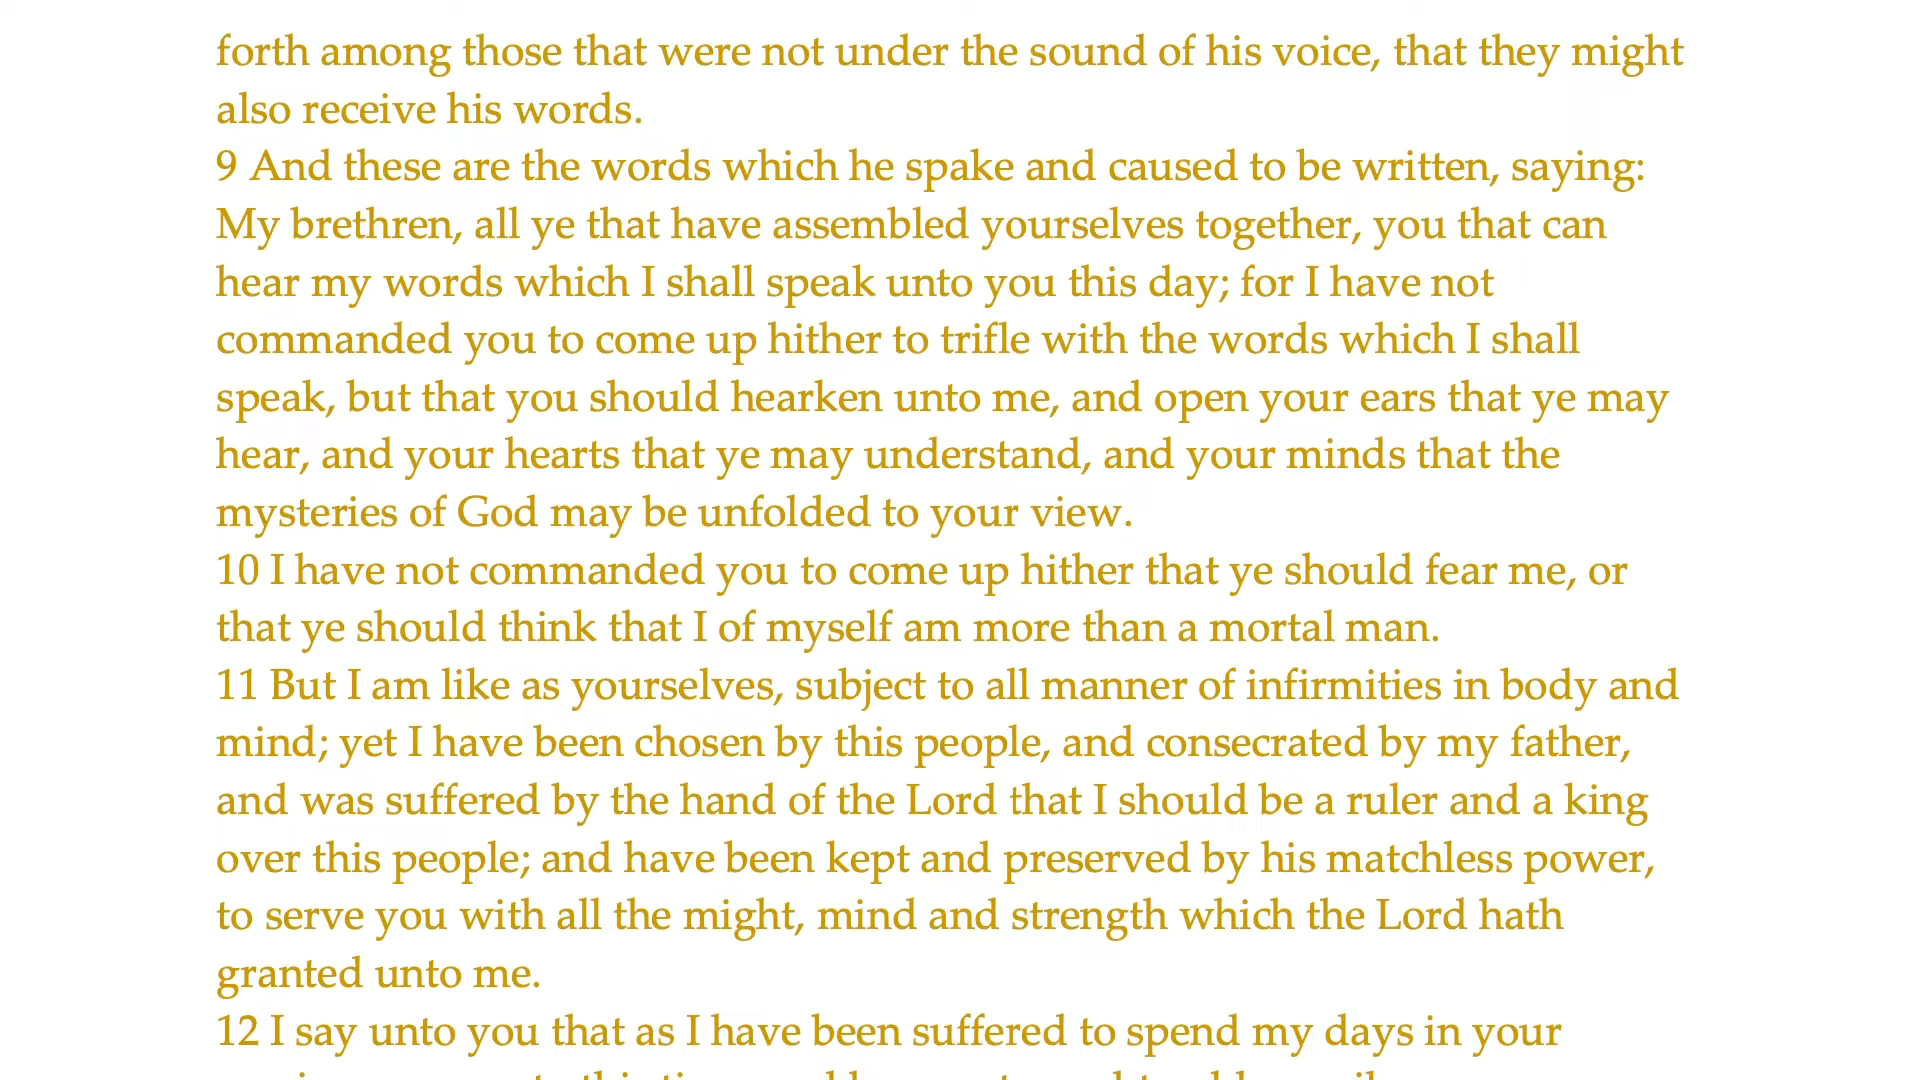 forth among those that were not under the sound of his voice, that they might
also receive his words.
9 And these are the words which he spake and caused to be written, saying:
My brethren, all ye that have assembled yourselves together, you that can
hear my words which I shall speak unto you this day; for I have not
commanded you to come up hither to trifle with the words which I shall
speak, but that you should hearken unto me, and open your ears that ye may
hear, and your hearts that ye may understand, and your minds that the
mysteries of God may be unfolded to your view.
10 I have not commanded you to come up hither that ye should fear me, or
that ye should think that I of myself am more than a mortal man.
11 But I am like as yourselves, subject to all manner of infirmities in body and
mind; yet I have been chosen by this people, and consecrated by my father,
and was suffered by the hand of the Lord that I should be a ruler and a king
over this people; and have been kept and preserved by his matchless power,
to serve you with all the might, mind and strength which the Lord hath
granted unto me.
12 I say unto you that as I have been suffered to spend my days in your